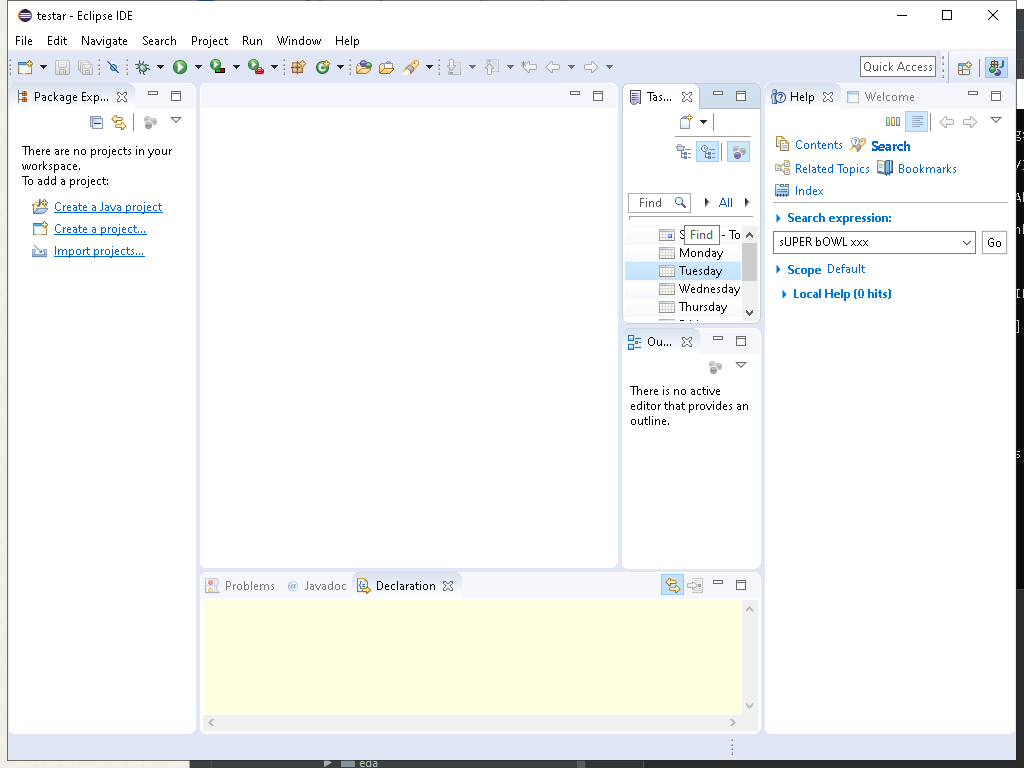 testar - Eclipse IDE
File Edit Navigate Search Project Run Window Help
Quick Access
Package Exp...
There are no projects in your
workspace.
To add a project:
Create a Java project
Create a project...
Import projects...
Tas...
Find
All
Find - To
Monday
Tuesday
Wednesday
Thursday
Ou...
There is no active
editor that provides an
outline.
Help Welcome
Contents Search
Related Topics Bookmarks
Index
Search expression:
sUPER bOWL xxx
Go
Scope Default
Local Help (0 hits)
Problems @ Javadoc Declaration
eda